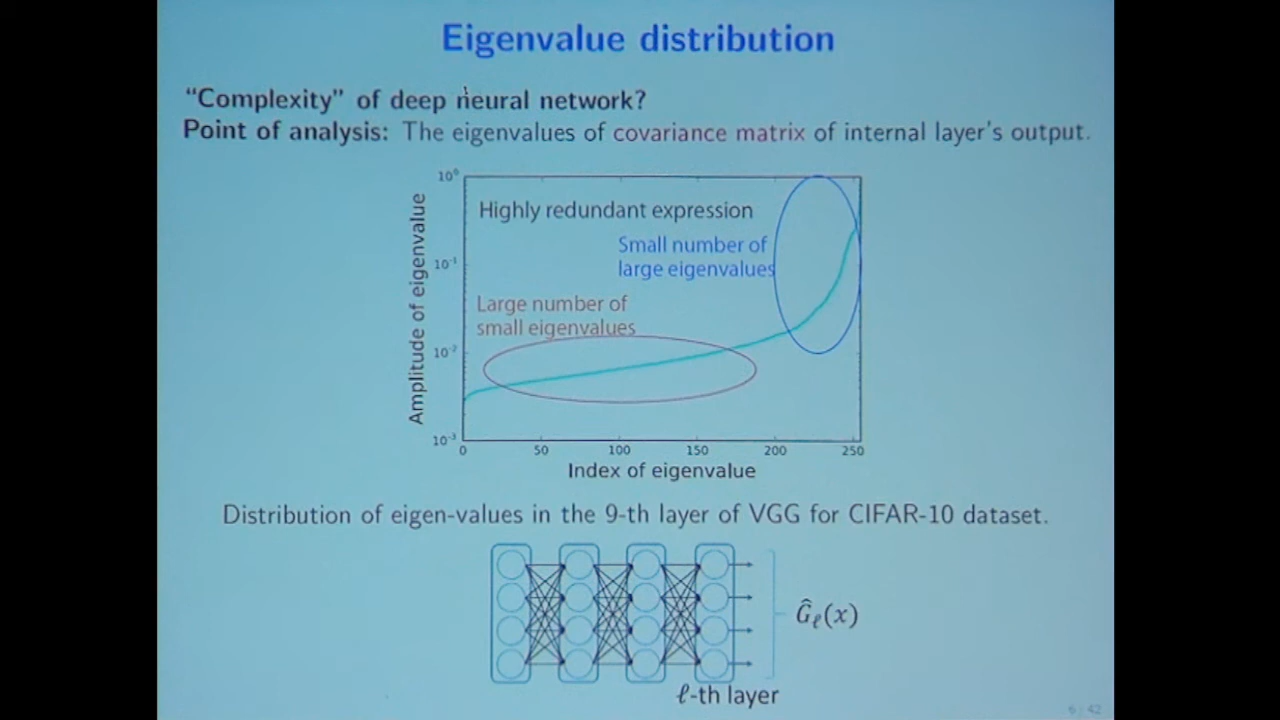 Eigenvalue distribution
“Complexity” of deep neural network?
Point of analysis: The eigenvalues of covariance matrix of internal layer's output.
10⁰
Highly redundant expression
Small number of
large eigenvalues
10⁻¹
Large number of
small eigenvalues
10⁻²
10⁻³
Amplitude of eigenvalue
0 50 100 150 200 250
Index of eigenvalue
Distribution of eigen-values in the 9-th layer of VGG for CIFAR-10 dataset.
Ĝℓ(x)
ℓ-th layer
6 / 42